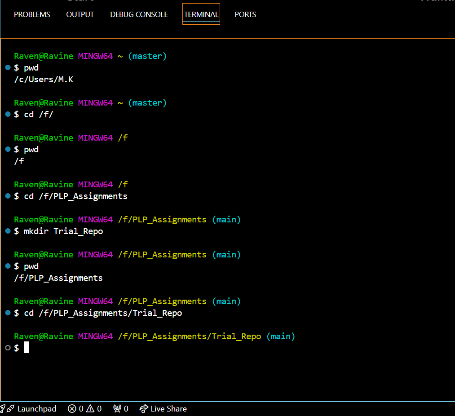 PROBLEMS OUTPUT DEBUG CONSOLE TERMINAL PORTS
Raven@Ravine MINGW64 ~ (master)
$ pwd
/c/Users/M.K
Raven@Ravine MINGW64 ~ (master)
$ cd /f/
Raven@Ravine MINGW64 /f
$ pwd
/f
Raven@Ravine MINGW64 /f
$ cd /f/PLP_Assignments
Raven@Ravine MINGW64 /f/PLP_Assignments (main)
$ mkdir Trial_Repo
Raven@Ravine MINGW64 /f/PLP_Assignments (main)
$ pwd
/f/PLP_Assignments
Raven@Ravine MINGW64 /f/PLP_Assignments (main)
$ cd /f/PLP_Assignments/Trial_Repo
Raven@Ravine MINGW64 /f/PLP_Assignments/Trial_Repo (main)
$
Launchpad 0 0 0 Live Share